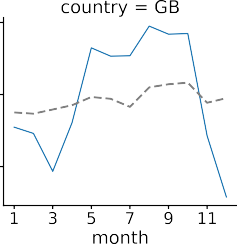 country = GB
1 3 5 7 9 11
month